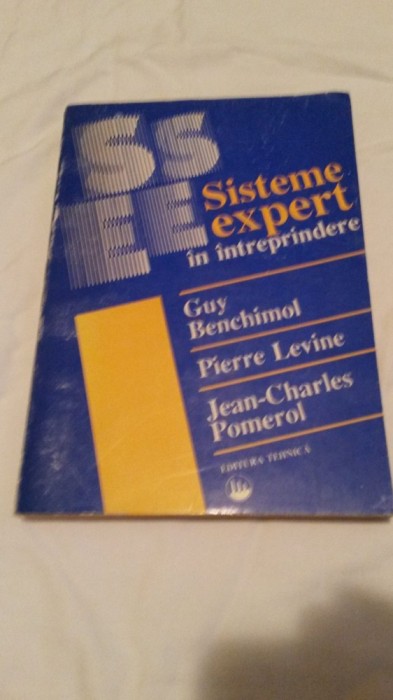 SS
EE
Sisteme
expert
în întreprindere
Guy
Benchimol
Pierre Levine
Jean-Charles
Pomerol
EDITURA TEHNICĂ